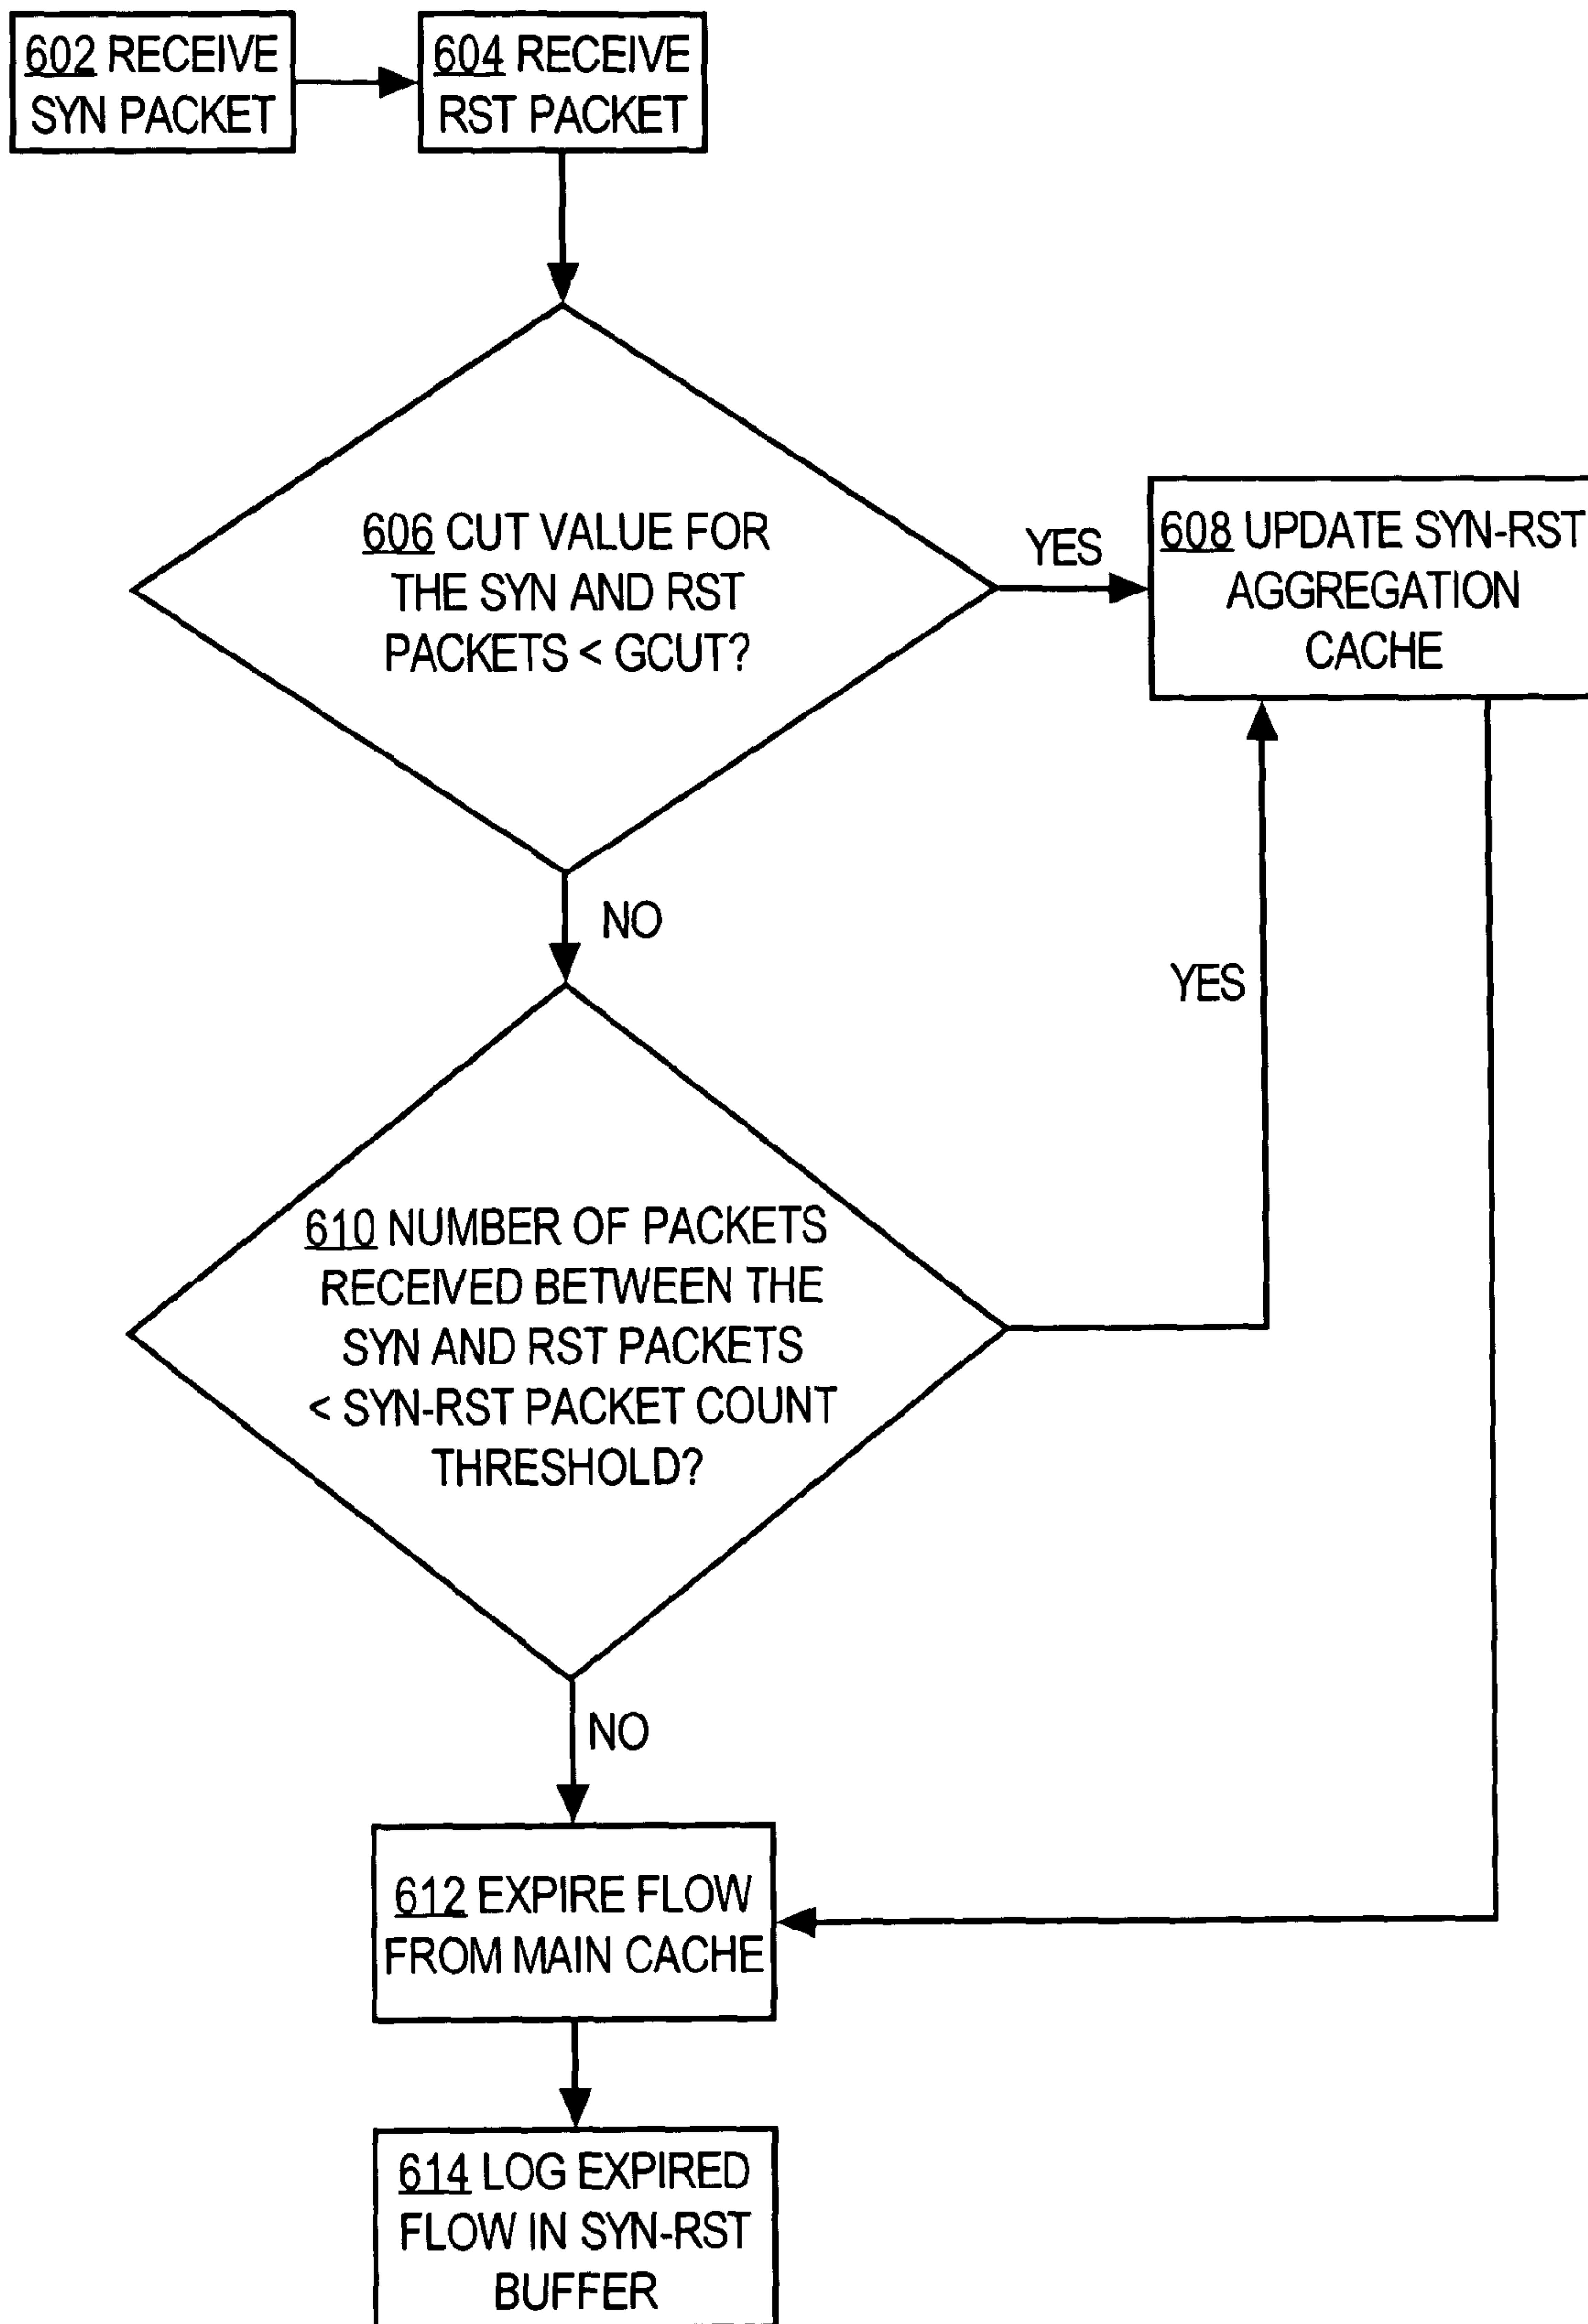 602 RECEIVE
SYN PACKET
604 RECEIVE
RST PACKET
606 CUT VALUE FOR
THE SYN AND RST
PACKETS < GCUT?
YES
608 UPDATE SYN-RST
AGGREGATION
CACHE
NO
YES
610 NUMBER OF PACKETS
RECEIVED BETWEEN THE
SYN AND RST PACKETS
< SYN-RST PACKET COUNT
THRESHOLD?
NO
612 EXPIRE FLOW
FROM MAIN CACHE
614 LOG EXPIRED
FLOW IN SYN-RST
BUFFER